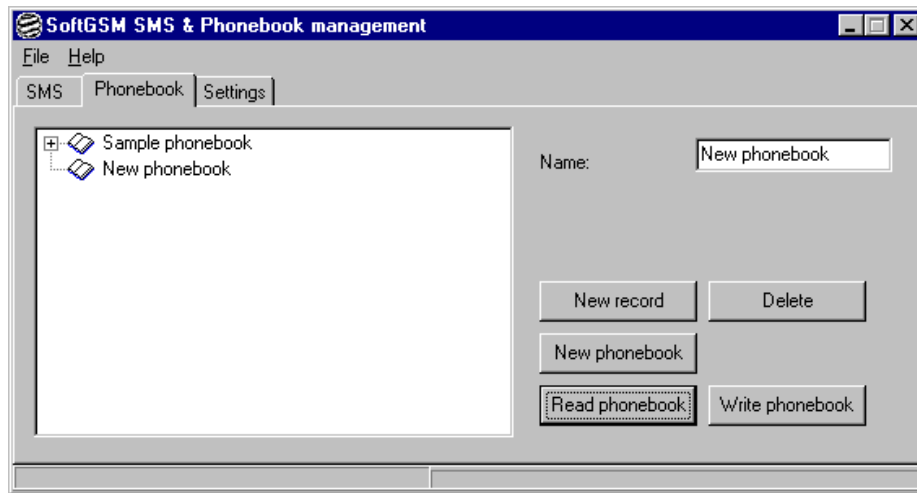 SoftGSM SMS & Phonebook management
File Help
SMS Phonebook Settings
Sample phonebook
New phonebook
Name: New phonebook
New record Delete
New phonebook
Read phonebook Write phonebook